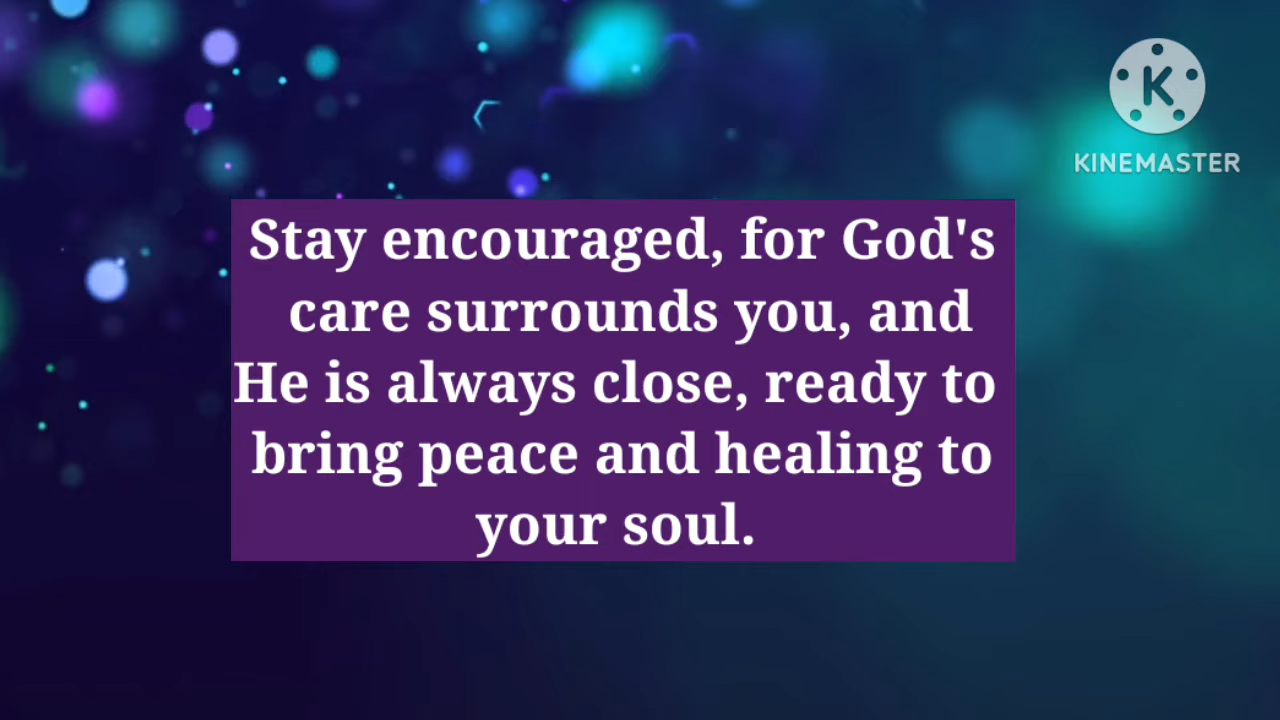 K
KINEMASTER
Stay encouraged, for God's
care surrounds you, and
He is always close, ready to
bring peace and healing to
your soul.